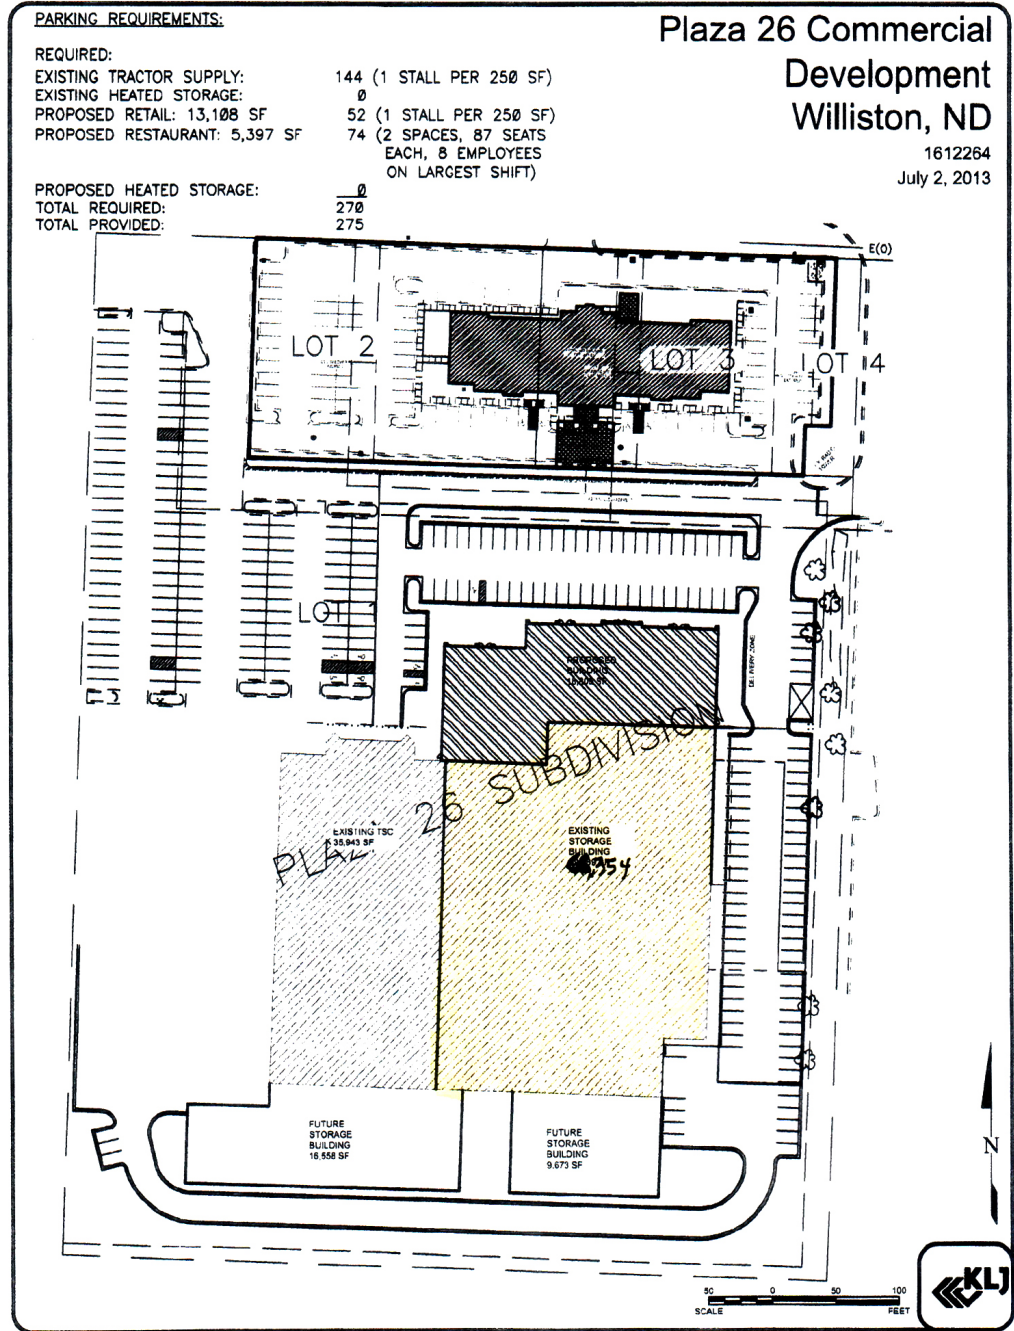 PARKING REQUIREMENTS:
Plaza 26 Commercial
Development
Williston, ND
1612264
July 2, 2013
REQUIRED:
EXISTING TRACTOR SUPPLY: 144 (1 STALL PER 250 SF)
EXISTING HEATED STORAGE: 0
PROPOSED RETAIL: 13,108 SF 52 (1 STALL PER 250 SF)
PROPOSED RESTAURANT: 5,397 SF 74 (2 SPACES, 87 SEATS
EACH, 8 EMPLOYEES
ON LARGEST SHIFT)
PROPOSED HEATED STORAGE: 0
TOTAL REQUIRED: 270
TOTAL PROVIDED: 275
E(O)
LOT 2
LOT 3
LOT 4
LOT 1
PROPOSED
BUILDING
DELIVERY ZONE
PLAZ 26 SUBDIVISION
EXISTING TSC
35,943 SF
EXISTING
STORAGE
BUILDING
,354
FUTURE
STORAGE
BUILDING
16,558 SF
FUTURE
STORAGE
BUILDING
9,673 SF
N
50 0 50 100
SCALE FEET
KLJ